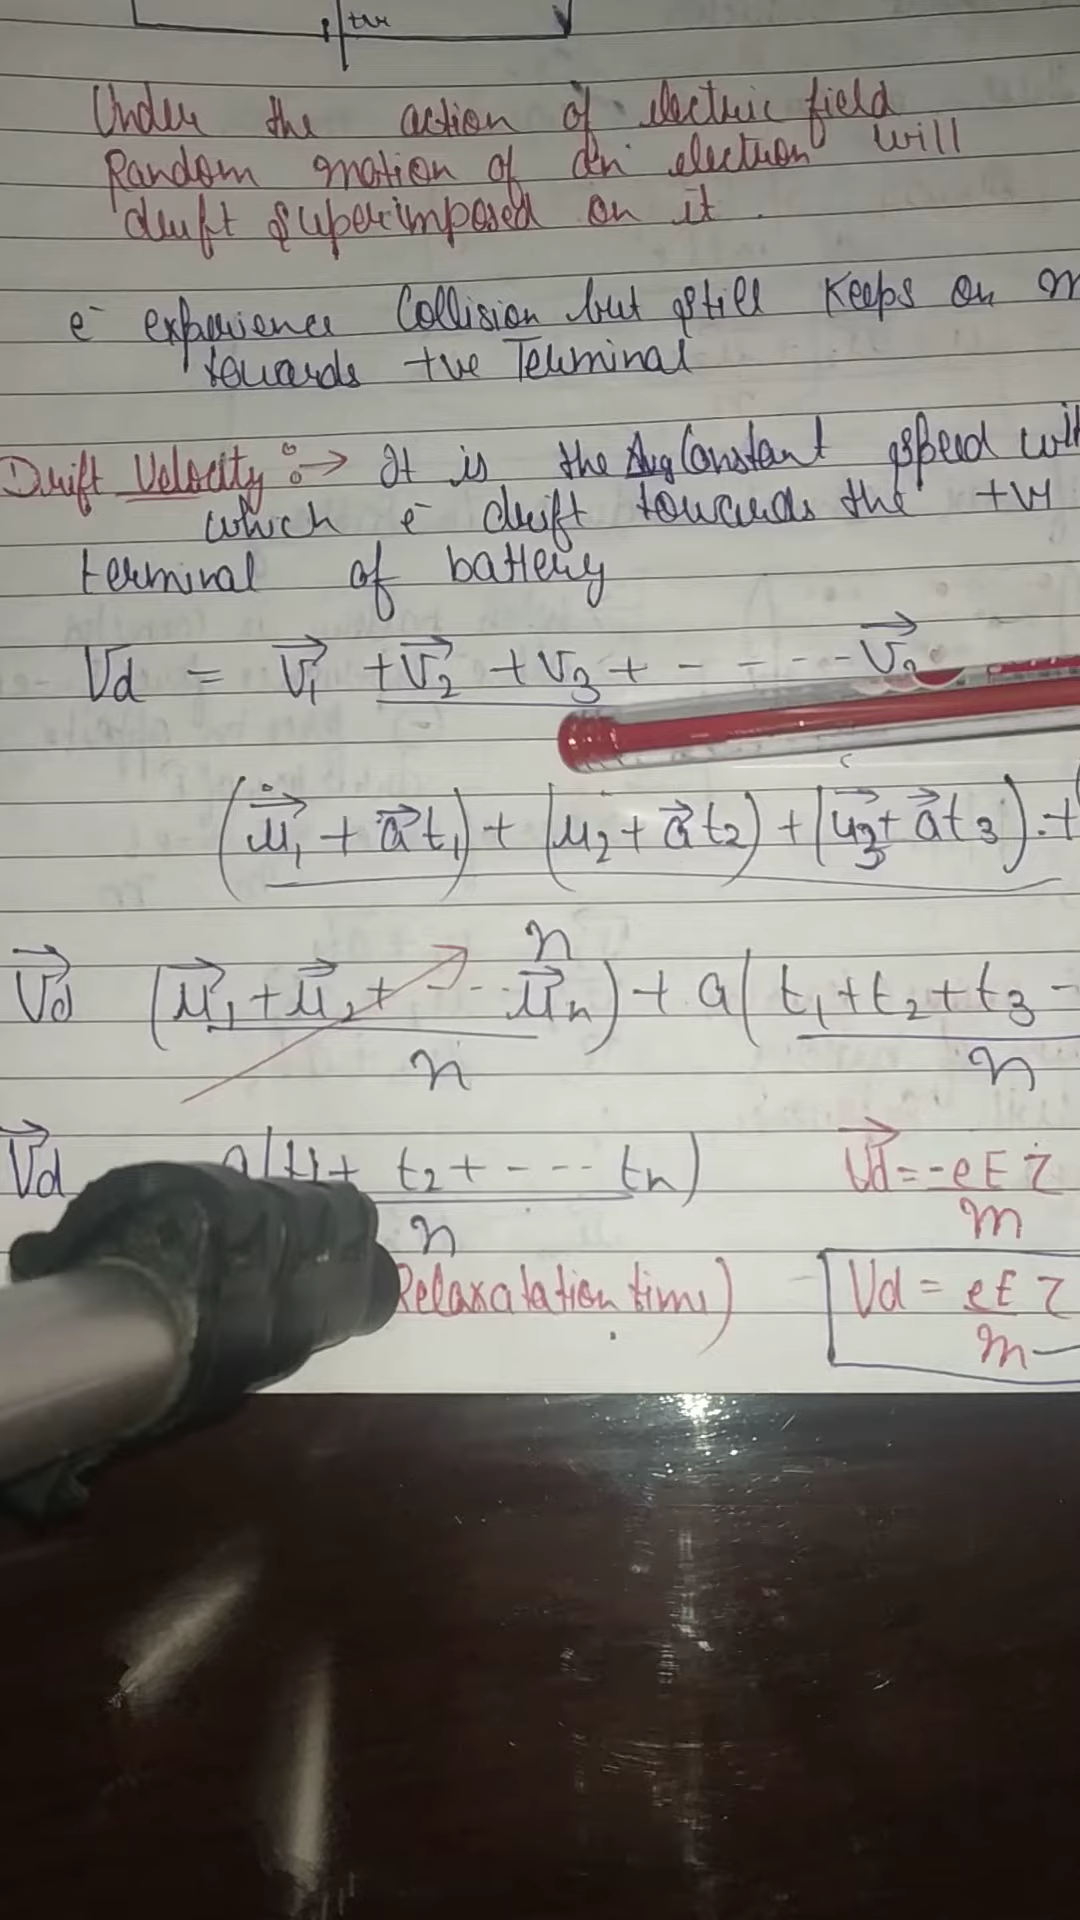 +ve
Under the action of electric field
Random motion of an electron will
drift superimposed on it.
e⁻ experience Collision but still Keeps on
towards +ve Terminal
Drift Velocity :→ It is the Avg Constant speed
which e⁻ drift towards the +ve
terminal of battery
Vd = V⃗₁ + V⃗₂ + V₃ + - - - - V⃗
(u⃗₁ + a⃗t₁) + (u₂ + a⃗t₂) + (u⃗₃ + a⃗t₃) +
n
V⃗d (u⃗₁ + u⃗₂ + - - - u⃗n) + a(t₁ + t₂ + t₃ -
n n
V⃗d a(t₁ + t₂ + - - - - tn) V⃗d = -eEτ
n m
Relaxatation time) Vd = eEτ
m